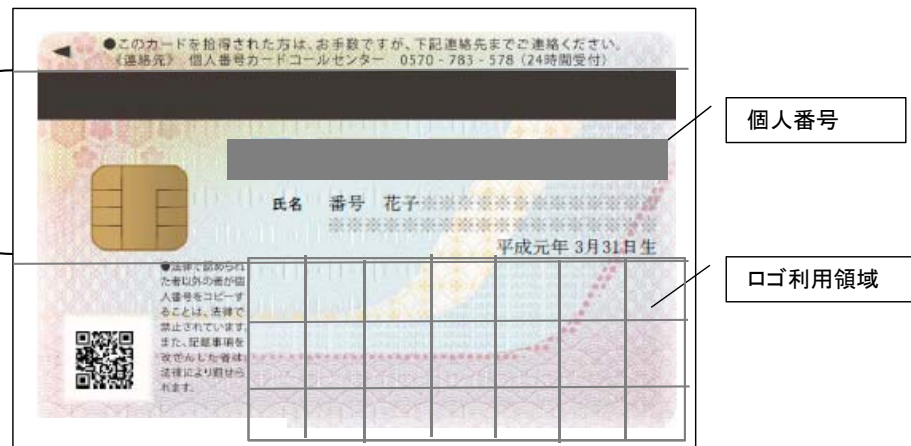 ●このカードを拾得された方は、お手数ですが、下記連絡先までご連絡ください。
《連絡先》 個人番号カードコールセンター 0570-783-578（24時間受付）
個人番号
氏名 番号 花子※※※※※※※※※※※※※
※※※※※※※※※※※※※※※※※※
平成元年 3月31日生
ロゴ利用領域
●法律で認められ
た者以外の者が個
人番号をコピーす
ることは、法律で
禁止されています。
また、記載事項を
改ざんした者は、
法律により罰せら
れます。